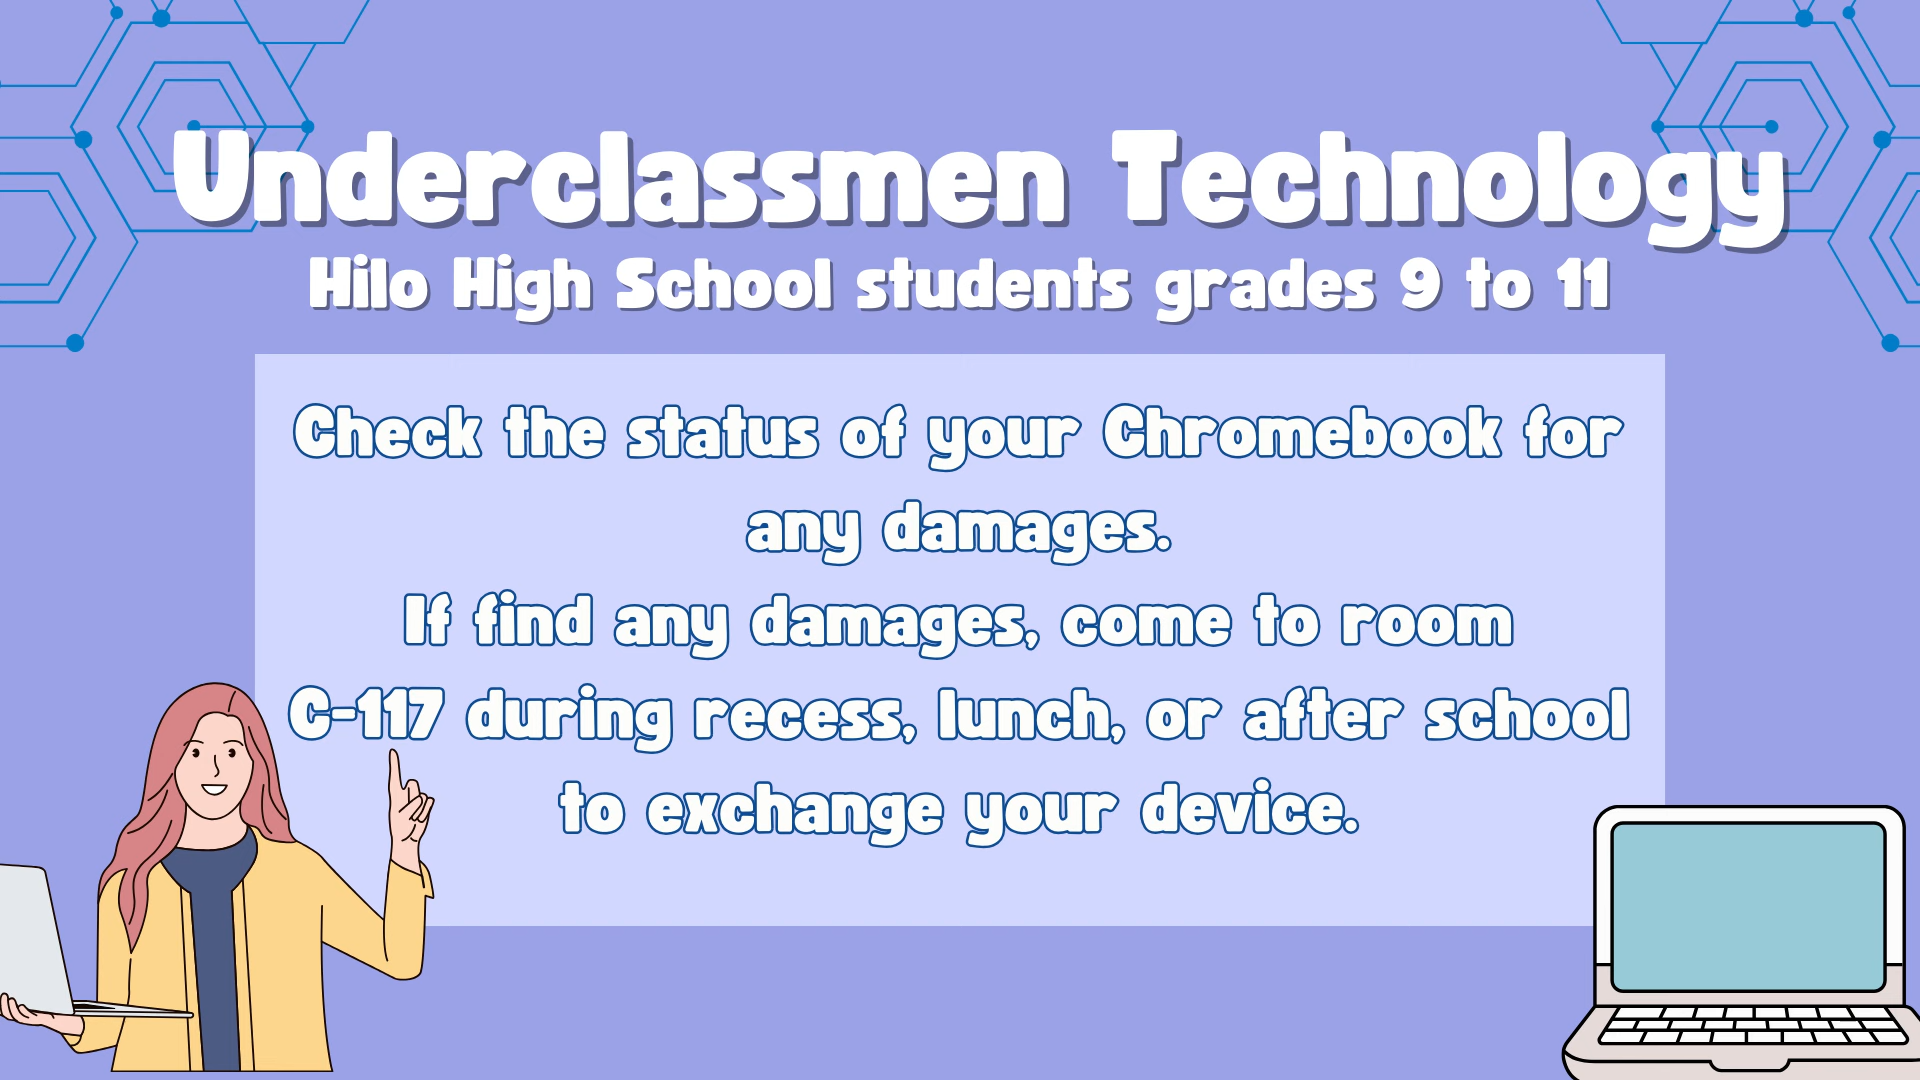 Underclassmen Technology
Hilo High School students grades 9 to 11
Check the status of your Chromebook for
any damages.
If find any damages, come to room
C-117 during recess, lunch, or after school
to exchange your device.